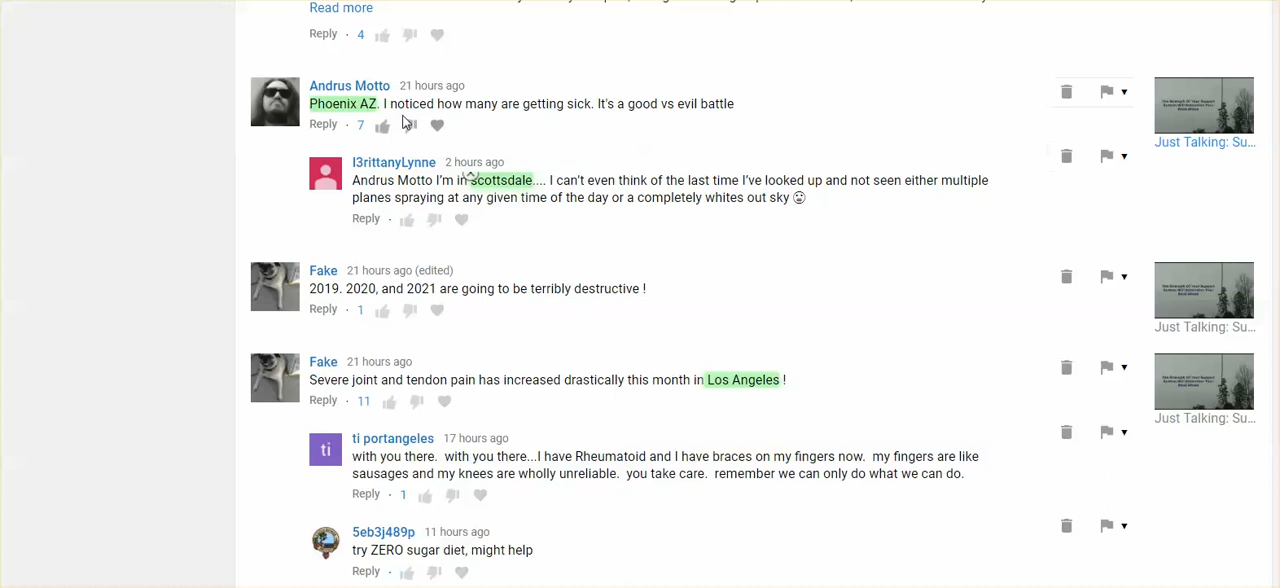 Read more
Reply · 4
Andrus Motto 21 hours ago
Phoenix AZ. I noticed how many are getting sick. It's a good vs evil battle
Reply · 7
Just Talking: Su...
l3rittanyLynne 2 hours ago
Andrus Motto I'm in scottsdale.... I can't even think of the last time I've looked up and not seen either multiple
planes spraying at any given time of the day or a completely whites out sky
Reply ·
Fake 21 hours ago (edited)
2019. 2020, and 2021 are going to be terribly destructive !
Reply · 1
Just Talking: Su...
Fake 21 hours ago
Severe joint and tendon pain has increased drastically this month in Los Angeles !
Reply · 11
Just Talking: Su...
ti
ti portangeles 17 hours ago
with you there. with you there...I have Rheumatoid and I have braces on my fingers now. my fingers are like
sausages and my knees are wholly unreliable. you take care. remember we can only do what we can do.
Reply · 1
5eb3j489p 11 hours ago
try ZERO sugar diet, might help
Reply ·